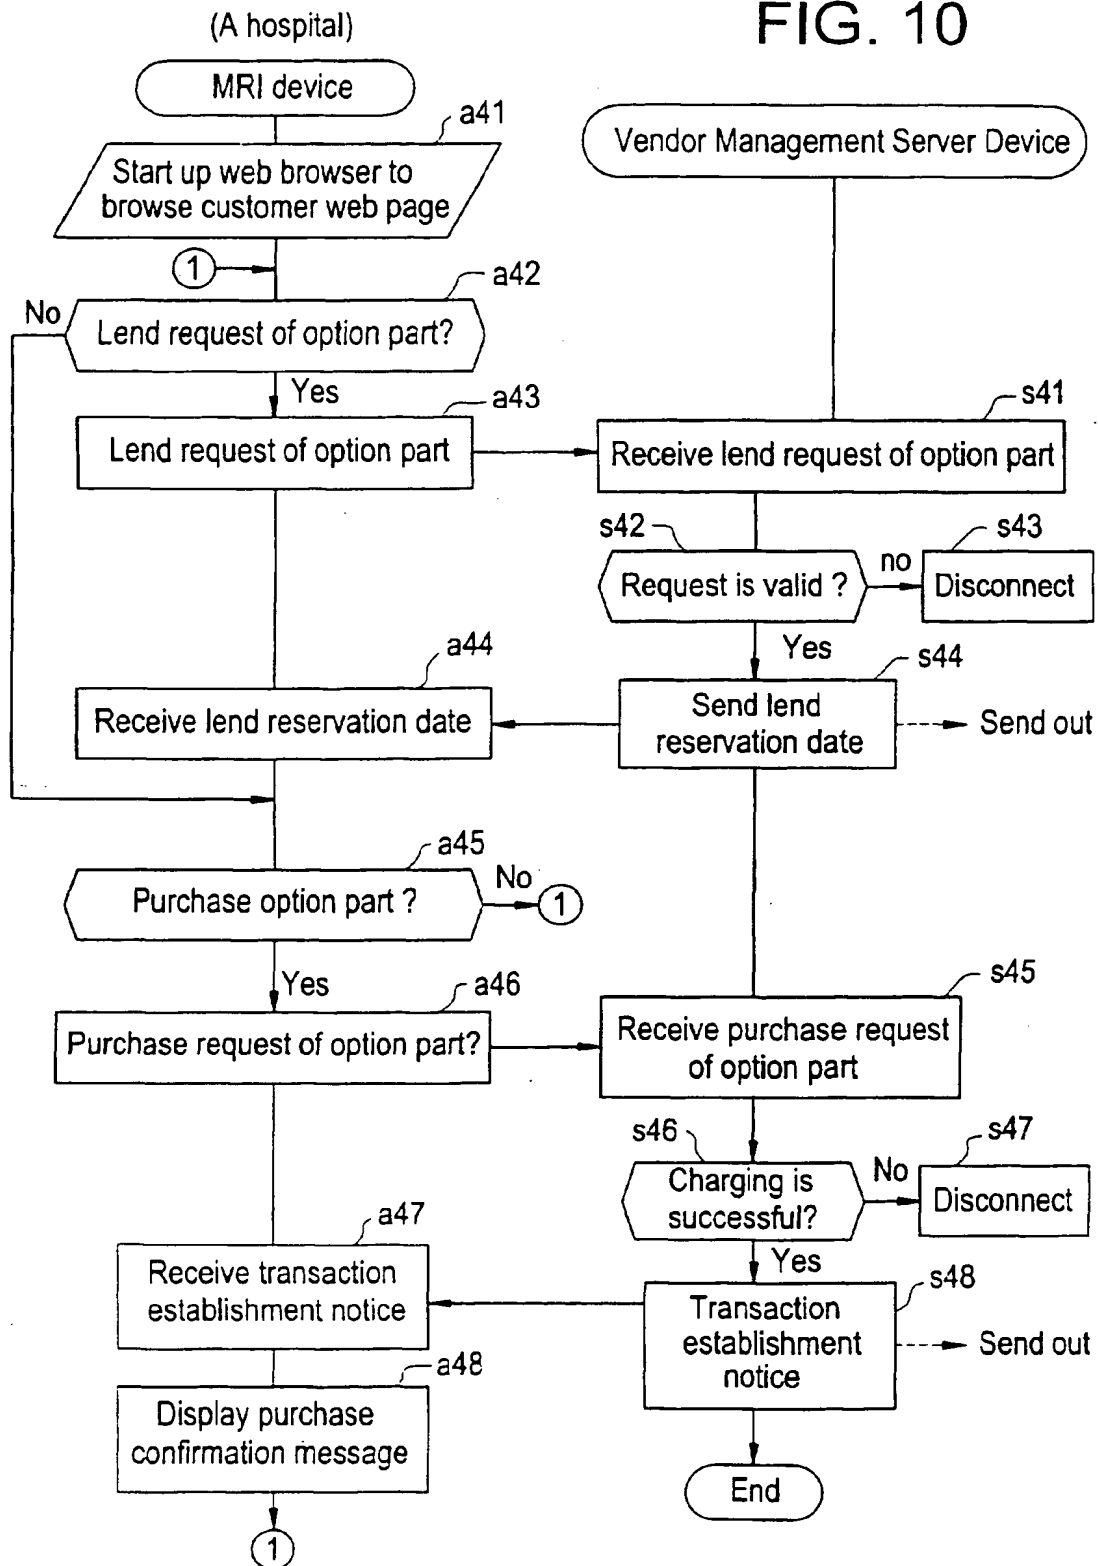 FIG. 10
(A hospital)
MRI device
Vendor Management Server Device
a41
Start up web browser to
browse customer web page
1
a42
No
Lend request of option part?
Yes
a43
Lend request of option part
s41
Receive lend request of option part
s42
Request is valid ?
no
s43
Disconnect
Yes
a44
Receive lend reservation date
s44
Send lend
reservation date
Send out
a45
Purchase option part ?
No
1
Yes
a46
Purchase request of option part?
s45
Receive purchase request
of option part
s46
Charging is
successful?
No
s47
Disconnect
Yes
a47
Receive transaction
establishment notice
s48
Transaction
establishment
notice
Send out
a48
Display purchase
confirmation message
End
1